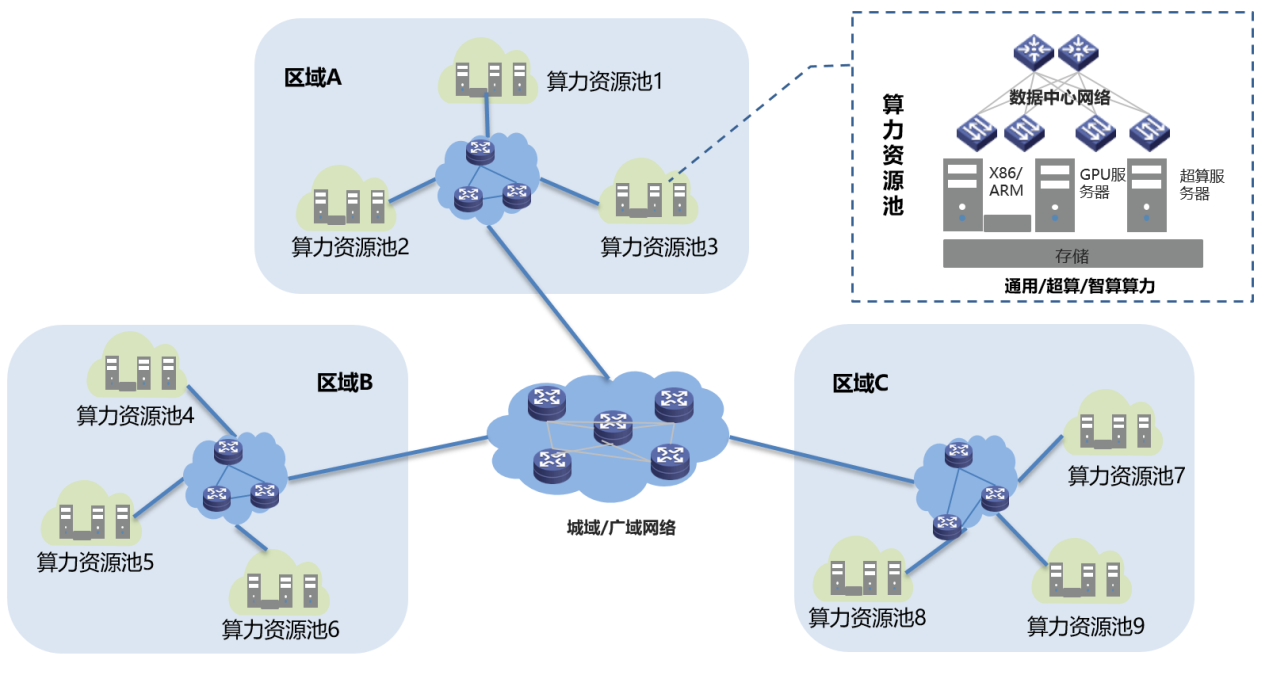 区域A
算力资源池1
算力资源池2
算力资源池3
算力资源池
数据中心网络
X86/
ARM
GPU服
务器
超算服
务器
存储
通用/超算/智算算力
区域B
算力资源池4
算力资源池5
算力资源池6
城域/广域网络
区域C
算力资源池7
算力资源池8
算力资源池9